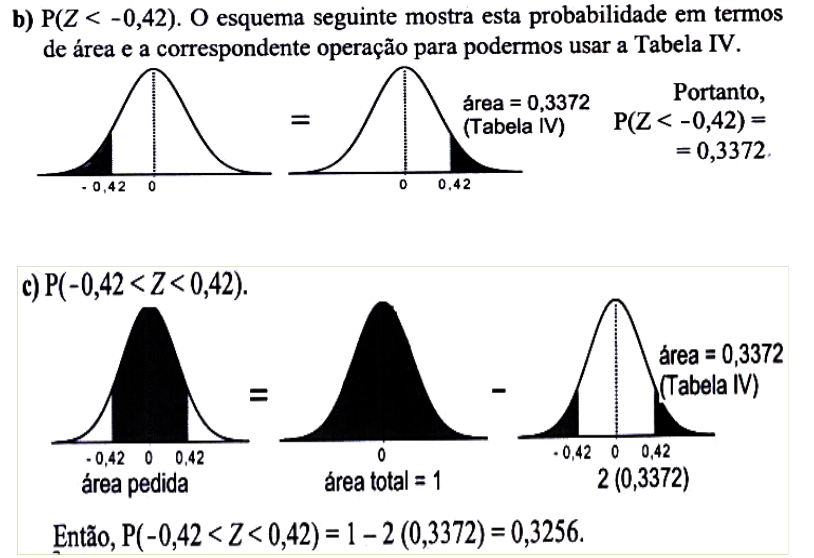 b) P(Z < -0,42). O esquema seguinte mostra esta probabilidade em termos
de área e a correspondente operação para podermos usar a Tabela IV.
área = 0,3372
(Tabela IV)
Portanto,
P(Z < -0,42) =
= 0,3372.
=
- 0,42 0
0 0,42
c) P(-0,42 < Z < 0,42).
área = 0,3372
(Tabela IV)
= -
- 0,42 0 0,42
0
- 0,42 0 0,42
área pedida
área total = 1
2 (0,3372)
Então, P(-0,42 < Z < 0,42) = 1 – 2 (0,3372) = 0,3256.